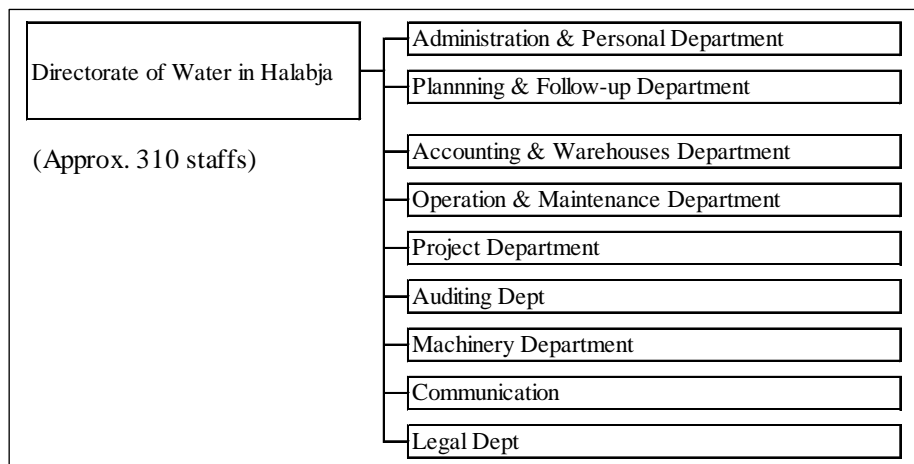 Directorate of Water in Halabja
(Approx. 310 staffs)
Administration & Personal Department
Plannning & Follow-up Department
Accounting & Warehouses Department
Operation & Maintenance Department
Project Department
Auditing Dept
Machinery Department
Communication
Legal Dept